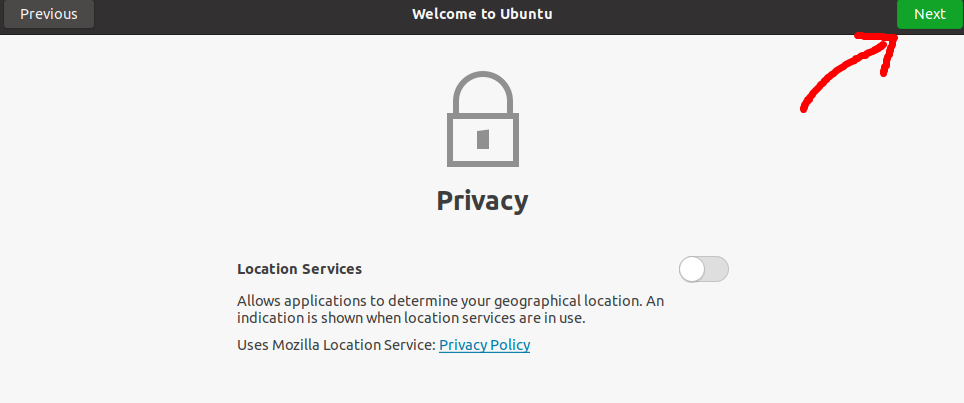 Previous
Welcome to Ubuntu
Next
Privacy
Location Services
Allows applications to determine your geographical location. An
indication is shown when location services are in use.
Uses Mozilla Location Service: Privacy Policy